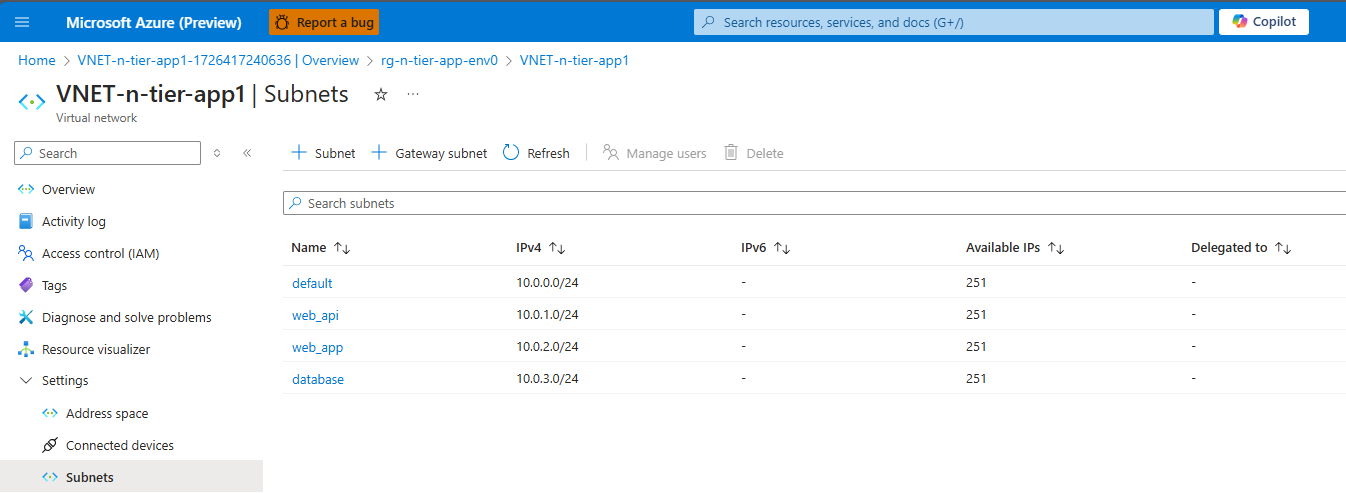 Microsoft Azure (Preview) Report a bug Search resources, services, and docs (G+/) Copilot
Home > VNET-n-tier-app1-1726417240636 | Overview > rg-n-tier-app-env0 > VNET-n-tier-app1
VNET-n-tier-app1 | Subnets ...
Virtual network
Search
+ Subnet + Gateway subnet Refresh Manage users Delete
Overview
Activity log
Access control (IAM)
Tags
Diagnose and solve problems
Resource visualizer
Settings
Address space
Connected devices
Subnets
Search subnets
Name ↑↓ IPv4 ↑↓ IPv6 ↑↓ Available IPs ↑↓ Delegated to ↑↓
default 10.0.0.0/24 - 251 -
web_api 10.0.1.0/24 - 251 -
web_app 10.0.2.0/24 - 251 -
database 10.0.3.0/24 - 251 -